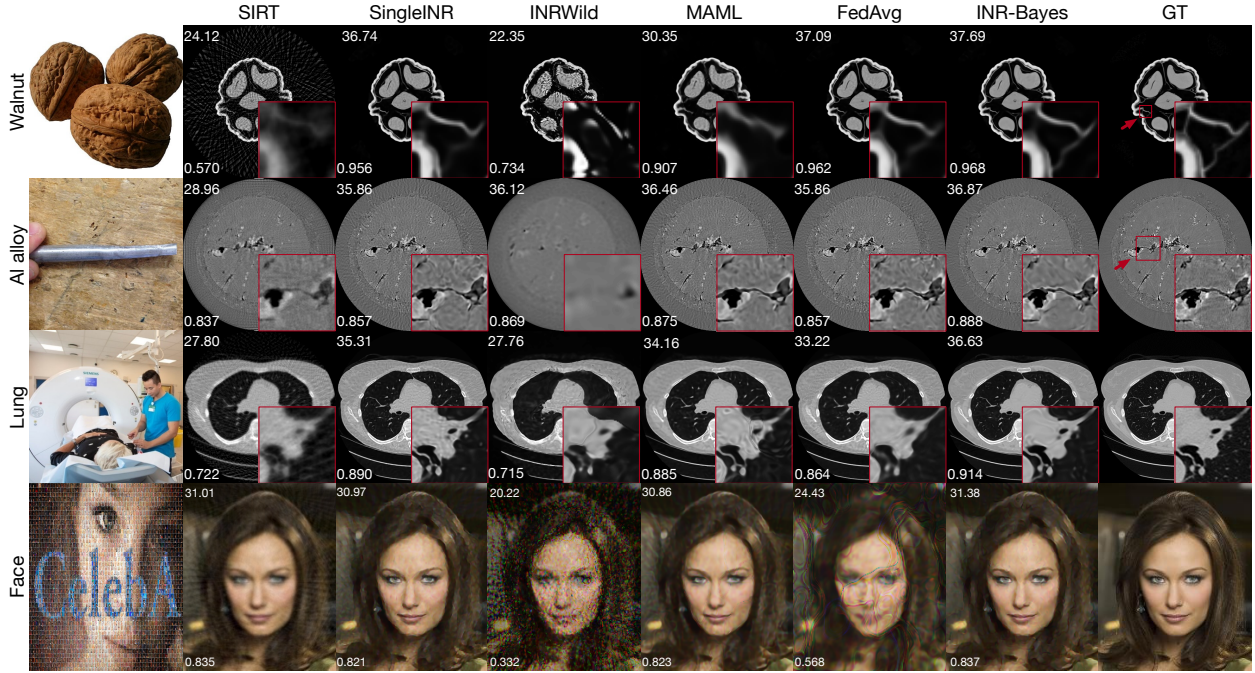 SIRT SingleINR INRWild MAML FedAvg INR-Bayes GT
Walnut
24.12 36.74 22.35 30.35 37.09 37.69
0.570 0.956 0.734 0.907 0.962 0.968
Al alloy
28.96 35.86 36.12 36.46 35.86 36.87
0.837 0.857 0.869 0.875 0.857 0.888
Lung
27.80 35.31 27.76 34.16 33.22 36.63
0.722 0.890 0.715 0.885 0.864 0.914
Face
31.01 30.97 20.22 30.86 24.43 31.38
CelebA
0.835 0.821 0.332 0.823 0.568 0.837